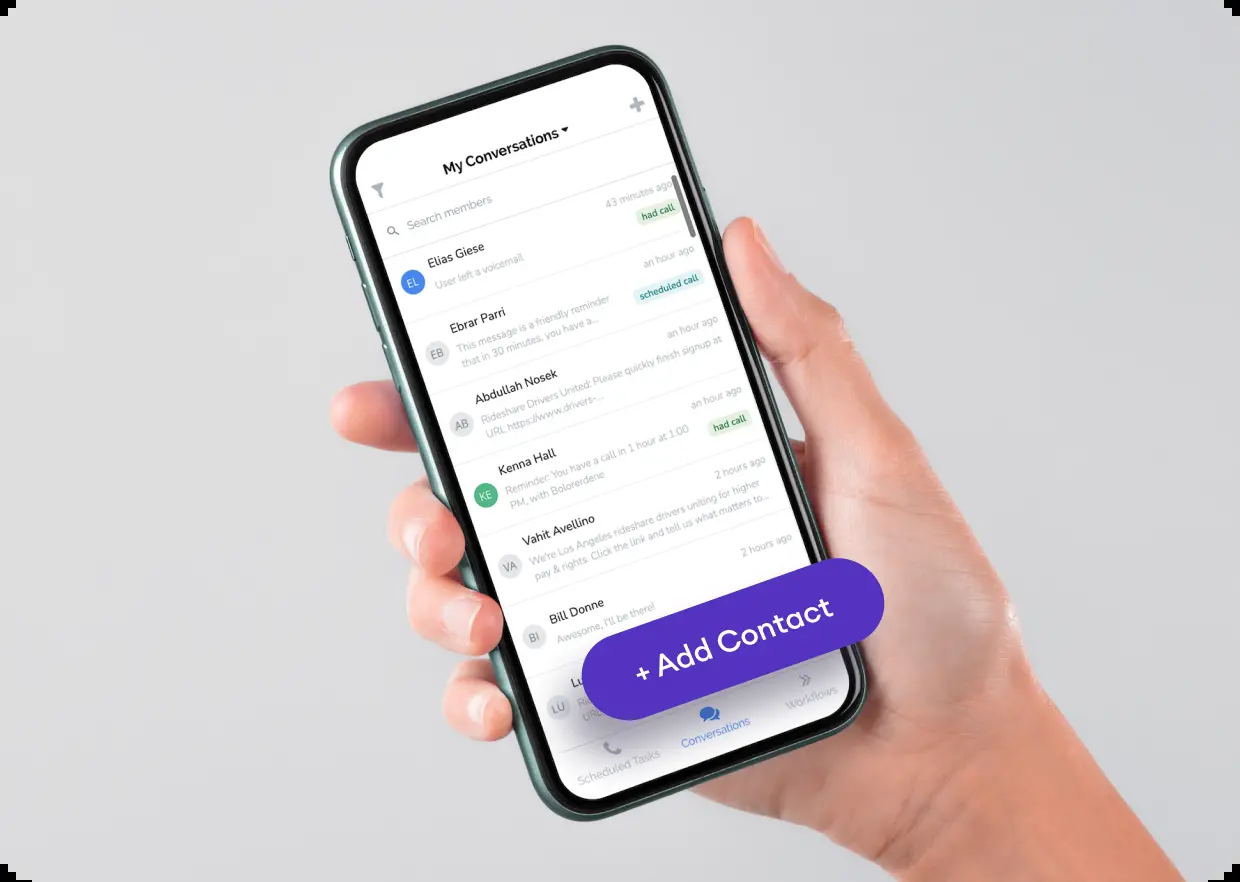 My Conversations
Search members
43 minutes ago
EL
Elias Giese
had call
User left a voicemail
an hour ago
EB
Ebrar Parri
scheduled call
This message is a friendly reminder
that in 30 minutes, you have a...
an hour ago
AB
Abdullah Nosek
Rideshare Drivers United: Please quickly finish signup at
URL https://www.drivers-...
an hour ago
KE
Kenna Hall
had call
Reminder: You have a call in 1 hour at 1:00
PM, with Bolorerdene
2 hours ago
VA
Vahit Avellino
We're Los Angeles rideshare drivers uniting for higher
pay & rights. Click the link and tell us what matters to...
2 hours ago
BI
Bill Donne
Awesome, I'll be there!
+ Add Contact
LU
Scheduled Tasks
Conversations
Workflows